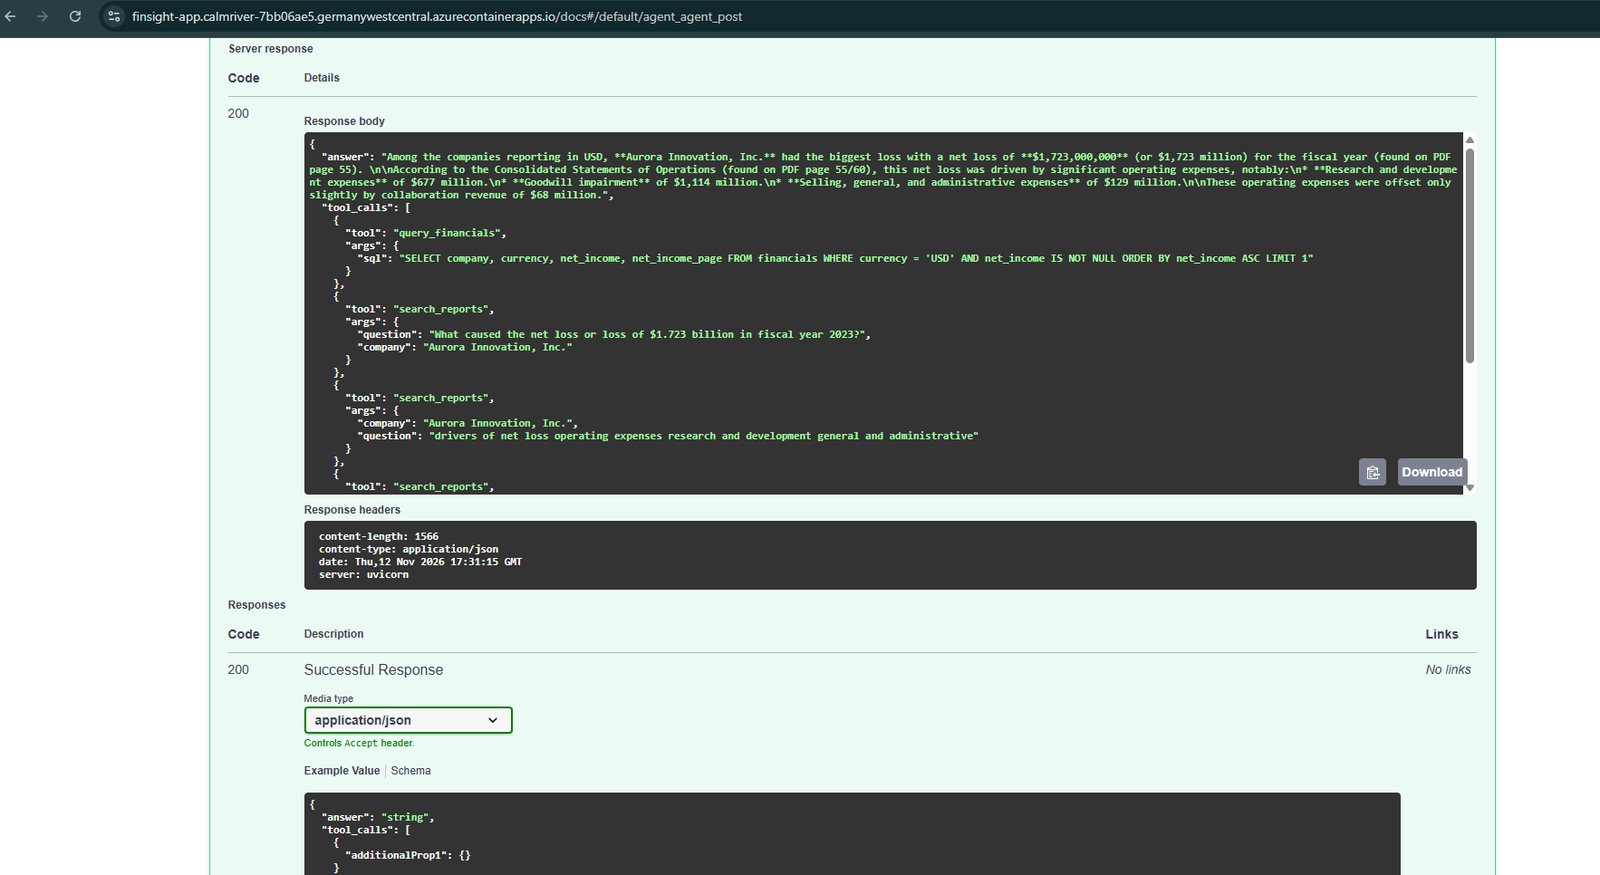 finsight-app.calmriver-7bb06ae5.germanywestcentral.azurecontainerapps.io/docs#/default/agent_agent_post
Server response
Code Details
200
Response body
{
"answer": "Among the companies reporting in USD, **Aurora Innovation, Inc.** had the biggest loss with a net loss of **$1,723,000,000** (or $1,723 million) for the fiscal year (found on PDF
page 55). \n\nAccording to the Consolidated Statements of Operations (found on PDF page 55/60), this net loss was driven by significant operating expenses, notably:\n* **Research and developme
nt expenses** of $677 million.\n* **Goodwill impairment** of $1,114 million.\n* **Selling, general, and administrative expenses** of $129 million.\n\nThese operating expenses were offset only
slightly by collaboration revenue of $68 million.",
"tool_calls": [
{
"tool": "query_financials",
"args": {
"sql": "SELECT company, currency, net_income, net_income_page FROM financials WHERE currency = 'USD' AND net_income IS NOT NULL ORDER BY net_income ASC LIMIT 1"
}
},
{
"tool": "search_reports",
"args": {
"question": "What caused the net loss or loss of $1.723 billion in fiscal year 2023?",
"company": "Aurora Innovation, Inc."
}
},
{
"tool": "search_reports",
"args": {
"company": "Aurora Innovation, Inc.",
"question": "drivers of net loss operating expenses research and development general and administrative"
}
},
{
"tool": "search_reports",
Download
Response headers
content-length: 1566
content-type: application/json
date: Thu,12 Nov 2026 17:31:15 GMT
server: uvicorn
Responses
Code Description Links
200 Successful Response No links
Media type
application/json
Controls Accept header.
Example Value Schema
{
"answer": "string",
"tool_calls": [
{
"additionalProp1": {}
}